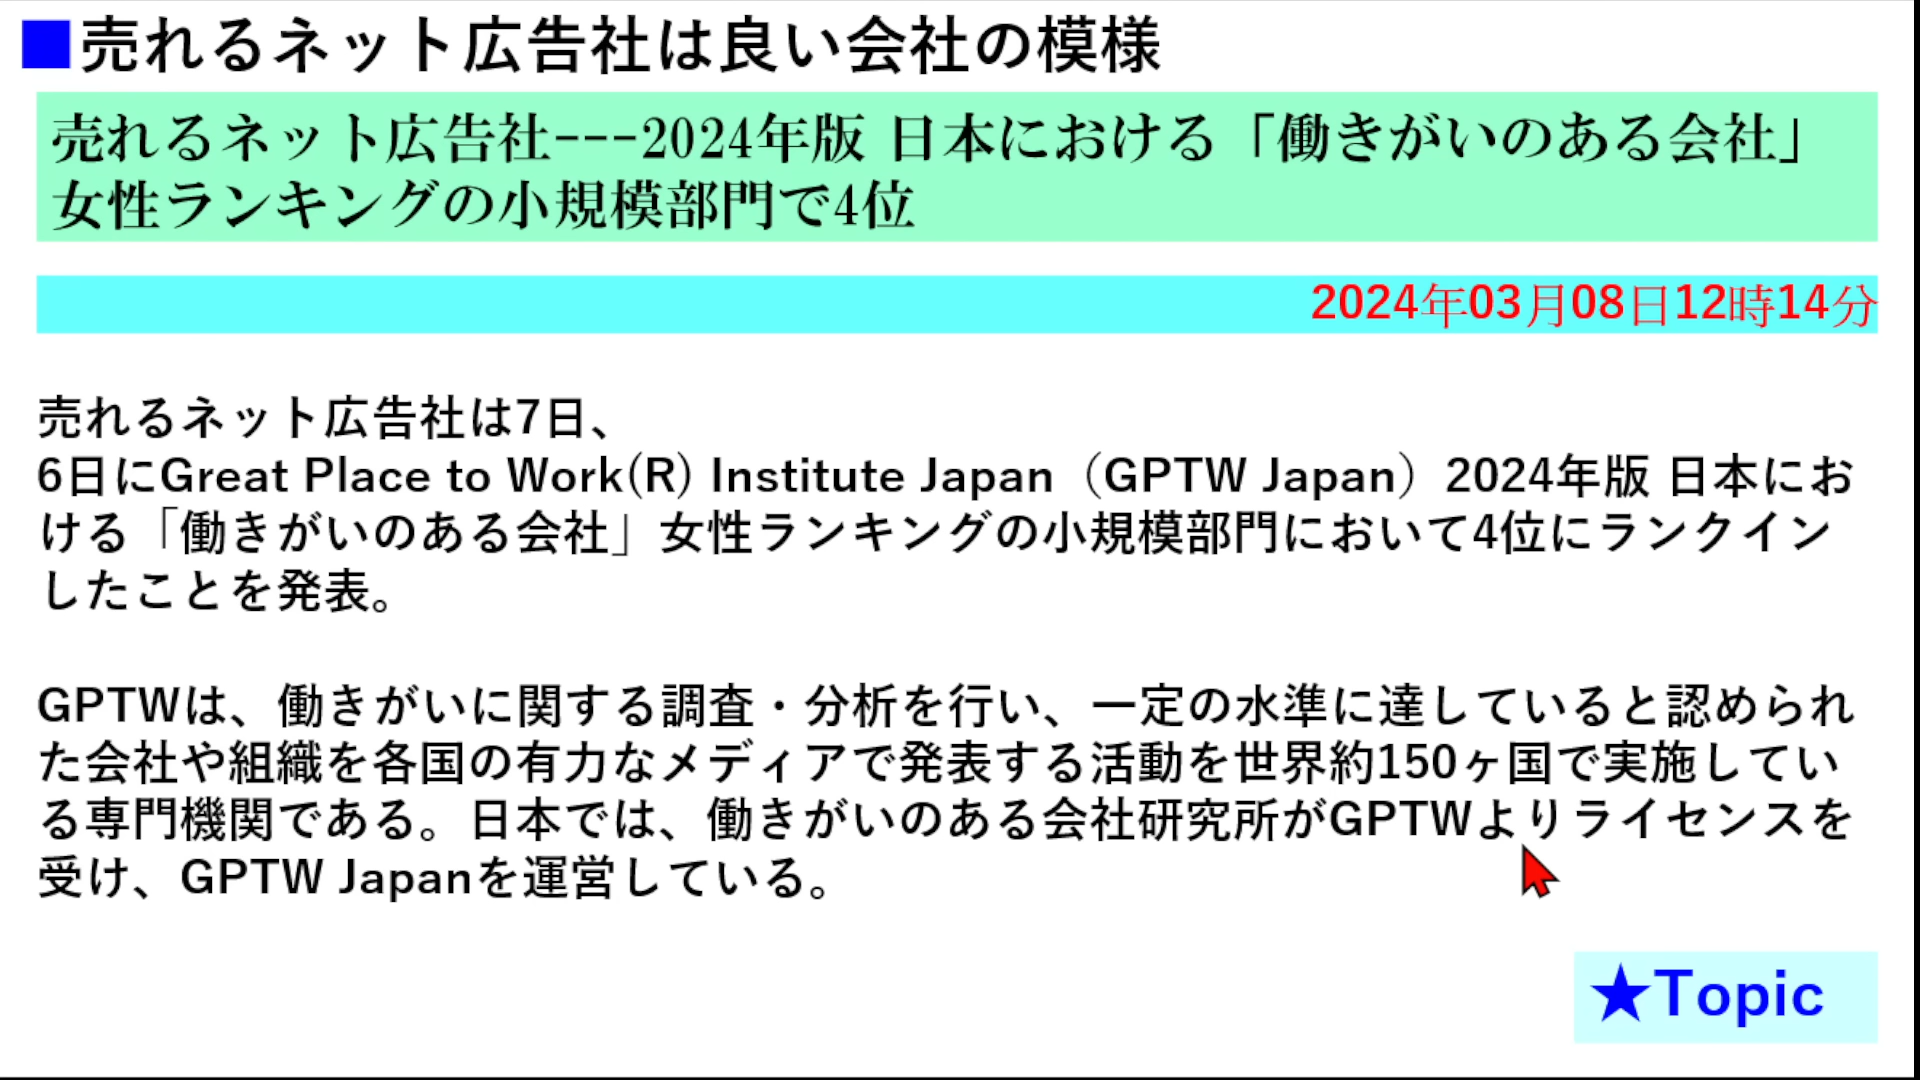 ■売れるネット広告社は良い会社の模様
売れるネット広告社---2024年版 日本における「働きがいのある会社」
女性ランキングの小規模部門で4位
2024年03月08日12時14分
売れるネット広告社は7日、
6日にGreat Place to Work(R) Institute Japan（GPTW Japan）2024年版 日本にお
ける「働きがいのある会社」女性ランキングの小規模部門において4位にランクイン
したことを発表。
GPTWは、働きがいに関する調査・分析を行い、一定の水準に達していると認められ
た会社や組織を各国の有力なメディアで発表する活動を世界約150ヶ国で実施してい
る専門機関である。日本では、働きがいのある会社研究所がGPTWよりライセンスを
受け、GPTW Japanを運営している。
★Topic